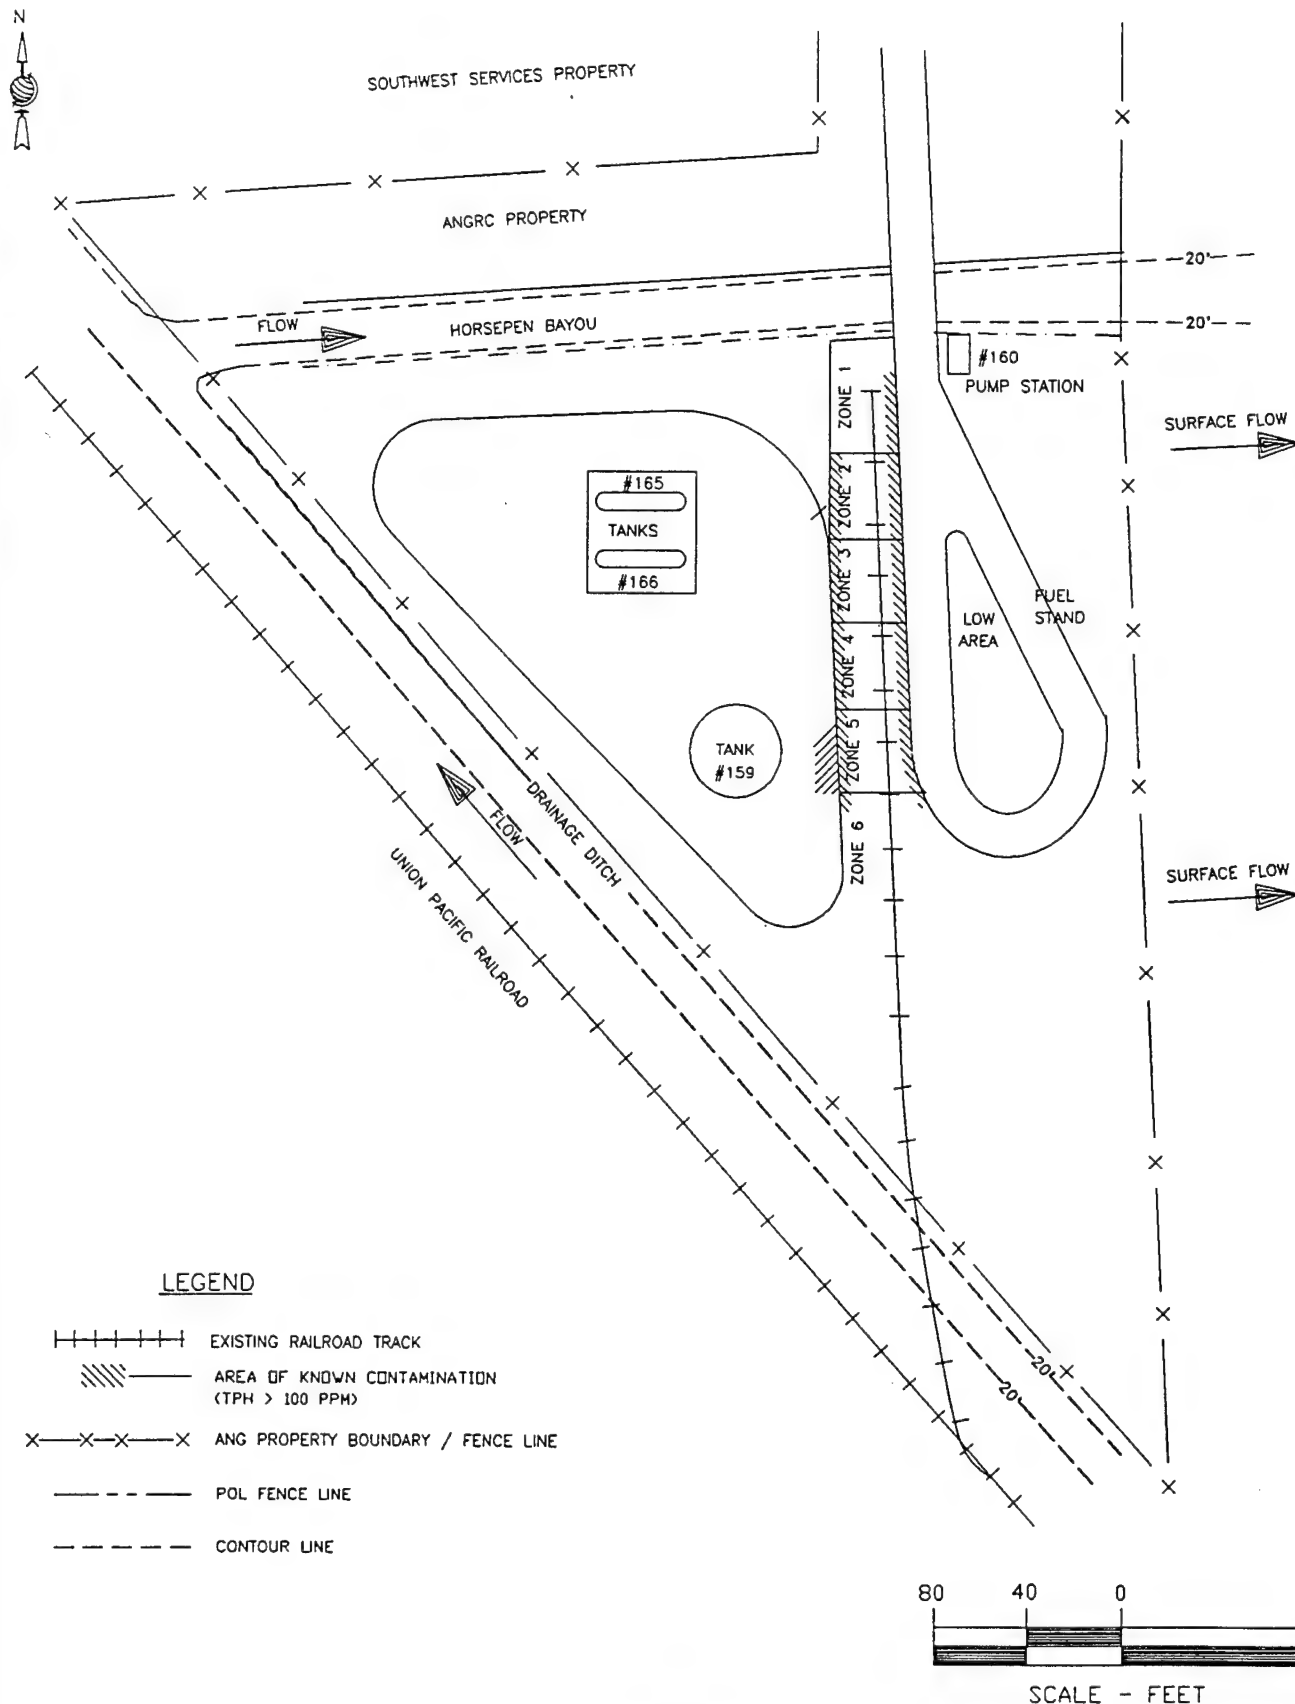 N
SOUTHWEST SERVICES PROPERTY
ANGRC PROPERTY
20'
FLOW
HORSEPEN BAYOU
20'
#160
PUMP STATION
ZONE 1
SURFACE FLOW
#165
TANKS
#166
ZONE 2
ZONE 3
FUEL
STAND
LOW
AREA
ZONE 4
TANK
#159
ZONE 5
DRAINAGE DITCH
FLOW
UNION PACIFIC RAILROAD
ZONE 6
SURFACE FLOW
20'
20'
LEGEND
EXISTING RAILROAD TRACK
AREA OF KNOWN CONTAMINATION
(TPH > 100 PPM)
ANG PROPERTY BOUNDARY / FENCE LINE
POL FENCE LINE
CONTOUR LINE
80 40 0
SCALE - FEET